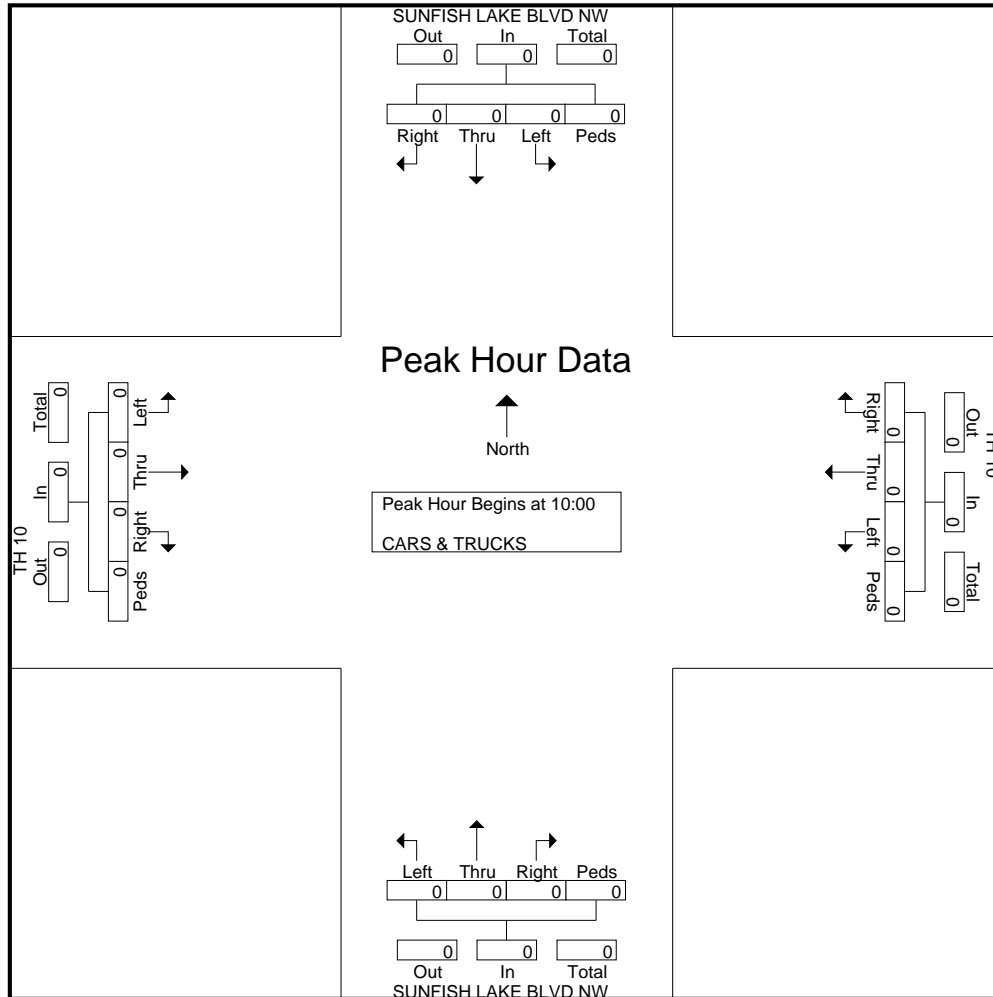 SUNFISH LAKE BLVD NW
Out In Total
0 0 0
0 0 0 0
Right Thru Left Peds
Peak Hour Data
North
Peak Hour Begins at 10:00
CARS & TRUCKS
TH 10
Total In Out
0 0 0
0 0 0 0
Left Thru Right Peds
Right Thru Left Peds
0 0 0 0
Out In Total
0 0 0
TH 10
Left Thru Right Peds
0 0 0 0
0 0 0
Out In Total
SUNFISH LAKE BLVD NW